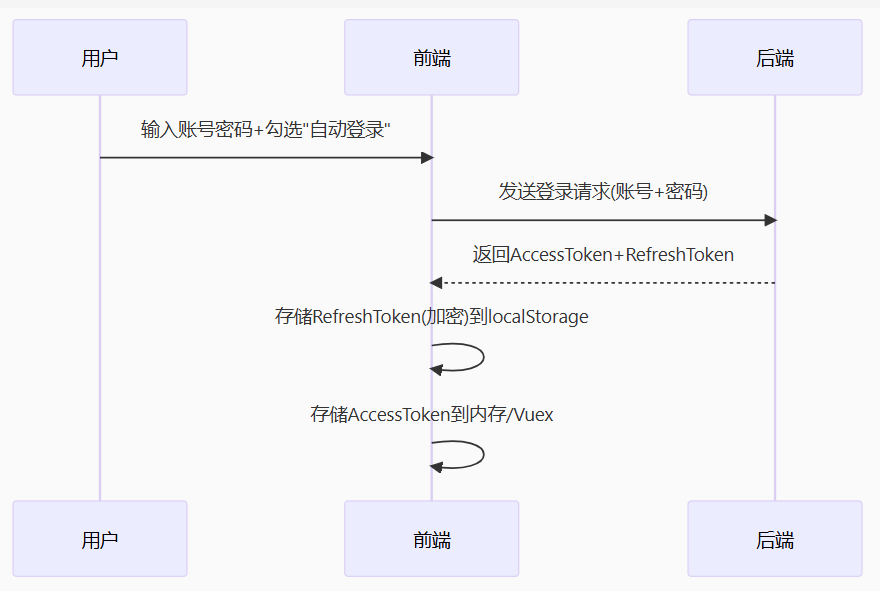 用户
前端
后端
输入账号密码+勾选"自动登录"
发送登录请求(账号+密码)
返回AccessToken+RefreshToken
存储RefreshToken(加密)到localStorage
存储AccessToken到内存/Vuex
用户
前端
后端